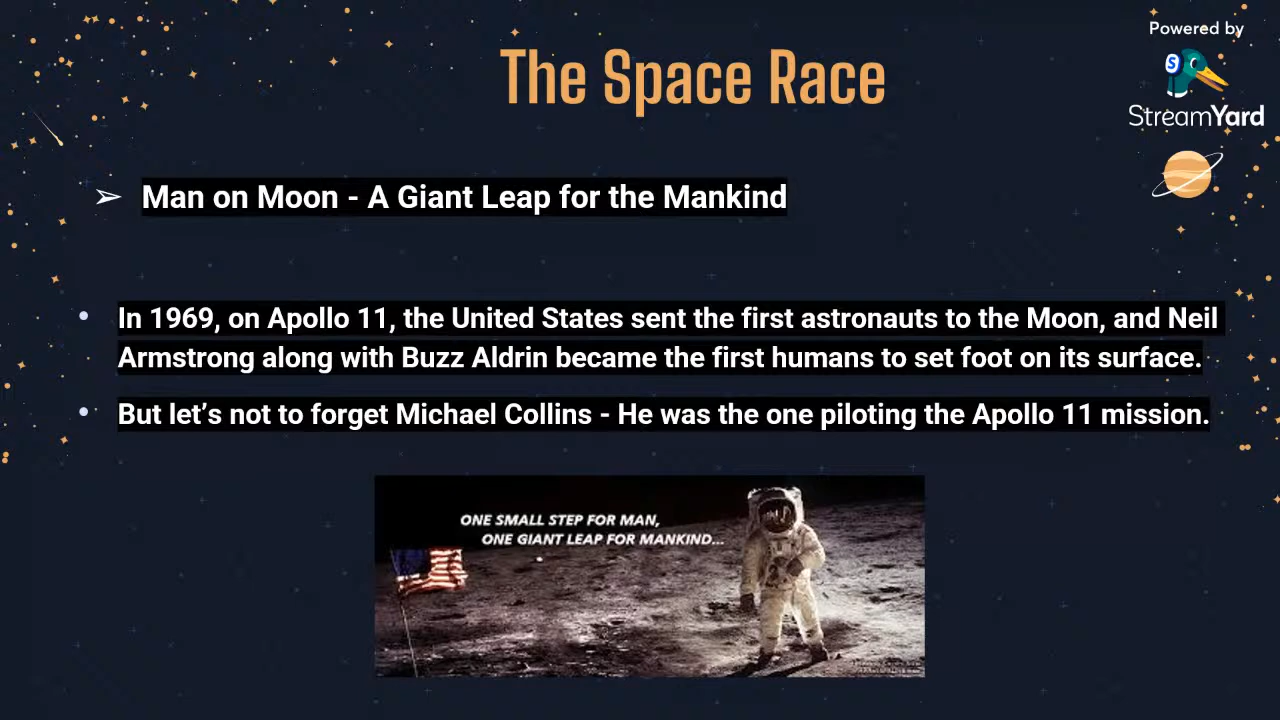 Powered by
StreamYard
The Space Race
➢ Man on Moon - A Giant Leap for the Mankind
• In 1969, on Apollo 11, the United States sent the first astronauts to the Moon, and Neil
Armstrong along with Buzz Aldrin became the first humans to set foot on its surface.
• But let’s not to forget Michael Collins - He was the one piloting the Apollo 11 mission.
ONE SMALL STEP FOR MAN,
ONE GIANT LEAP FOR MANKIND...